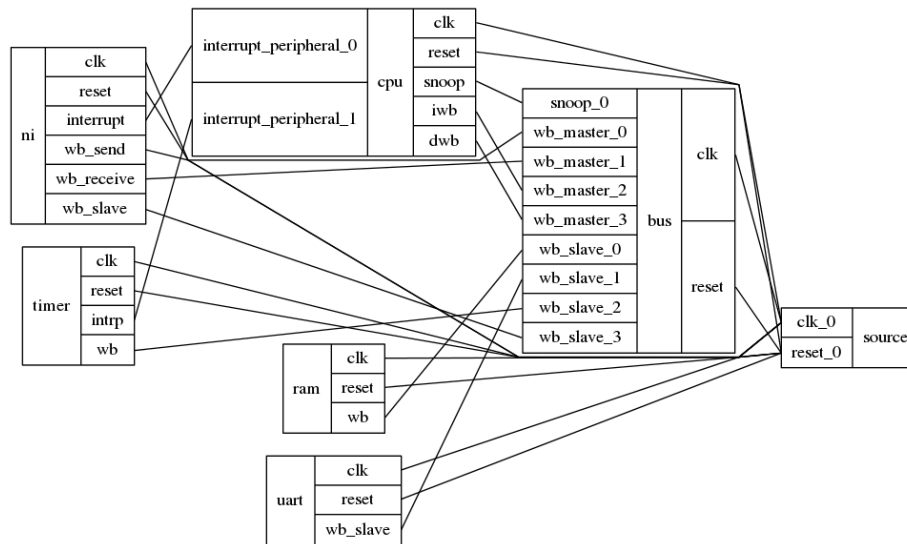 ni
clk
reset
interrupt
wb_send
wb_receive
wb_slave
interrupt_peripheral_0
interrupt_peripheral_1
cpu
clk
reset
snoop
iwb
dwb
snoop_0
wb_master_0
wb_master_1
wb_master_2
wb_master_3
wb_slave_0
wb_slave_1
wb_slave_2
wb_slave_3
bus
clk
reset
timer
clk
reset
intrp
wb
clk_0
reset_0
source
ram
clk
reset
wb
uart
clk
reset
wb_slave